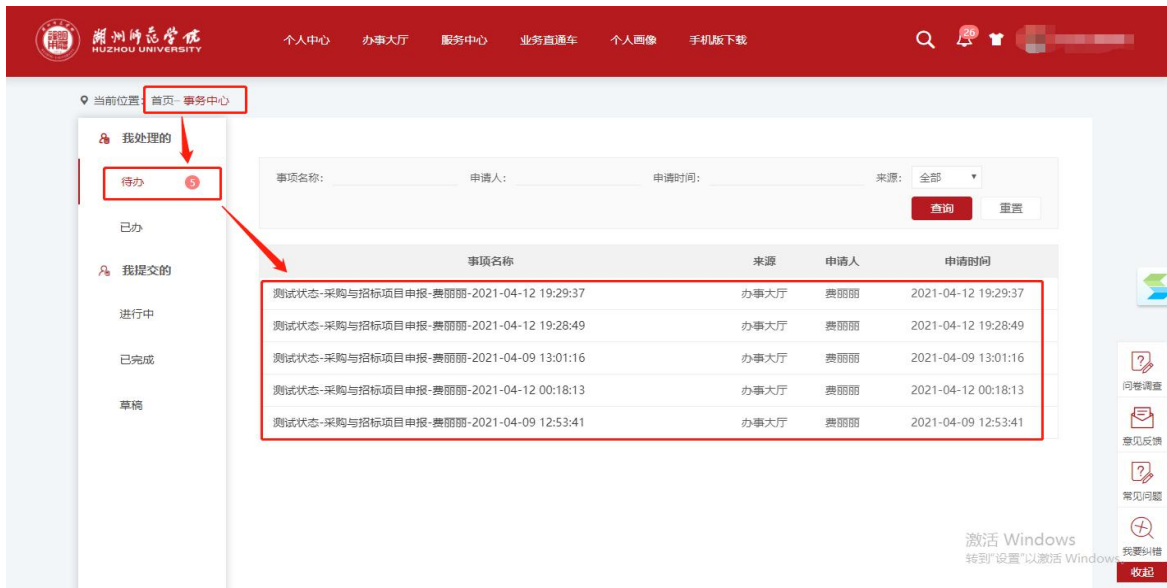 湖州师范学院
HUZHOU UNIVERSITY
个人中心 办事大厅 服务中心 业务直通车 个人画像 手机版下载
26
当前位置: 首页- 事务中心
我处理的
待办 5
已办
我提交的
进行中
已完成
草稿
事项名称: 申请人: 申请时间: 来源: 全部
查询 重置
事项名称 来源 申请人 申请时间
测试状态-采购与招标项目申报-费丽丽-2021-04-12 19:29:37 办事大厅 费丽丽 2021-04-12 19:29:37
测试状态-采购与招标项目申报-费丽丽-2021-04-12 19:28:49 办事大厅 费丽丽 2021-04-12 19:28:49
测试状态-采购与招标项目申报-费丽丽-2021-04-09 13:01:16 办事大厅 费丽丽 2021-04-09 13:01:16
测试状态-采购与招标项目申报-费丽丽-2021-04-12 00:18:13 办事大厅 费丽丽 2021-04-12 00:18:13
测试状态-采购与招标项目申报-费丽丽-2021-04-09 12:53:41 办事大厅 费丽丽 2021-04-09 12:53:41
问卷调查
意见反馈
常见问题
我要纠错
收起
激活 Windows
转到"设置"以激活 Windows